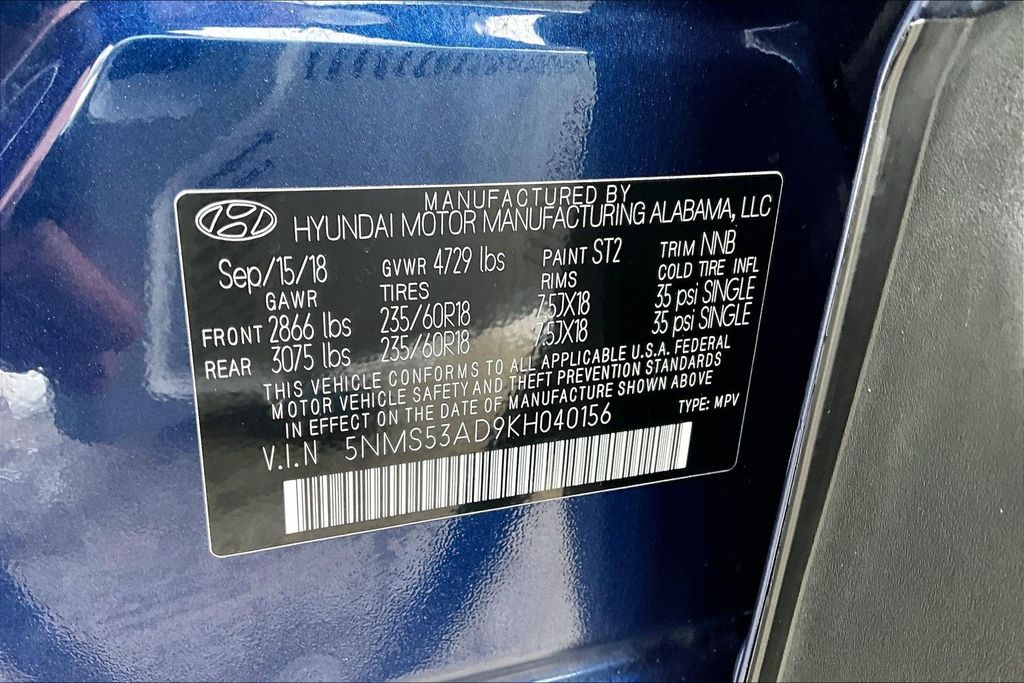 MANUFACTURED BY
HYUNDAI MOTOR MANUFACTURING ALABAMA, LLC
Sep/15/18 GVWR 4729 lbs PAINT ST2 TRIM NNB
GAWR TIRES RIMS COLD TIRE INFL
FRONT 2866 lbs 235/60R18 7.5JX18 35 psi SINGLE
REAR 3075 lbs 235/60R18 7.5JX18 35 psi SINGLE
THIS VEHICLE CONFORMS TO ALL APPLICABLE U.S.A. FEDERAL
MOTOR VEHICLE SAFETY AND THEFT PREVENTION STANDARDS
IN EFFECT ON THE DATE OF MANUFACTURE SHOWN ABOVE
V.I.N 5NMS53AD9KH040156 TYPE: MPV